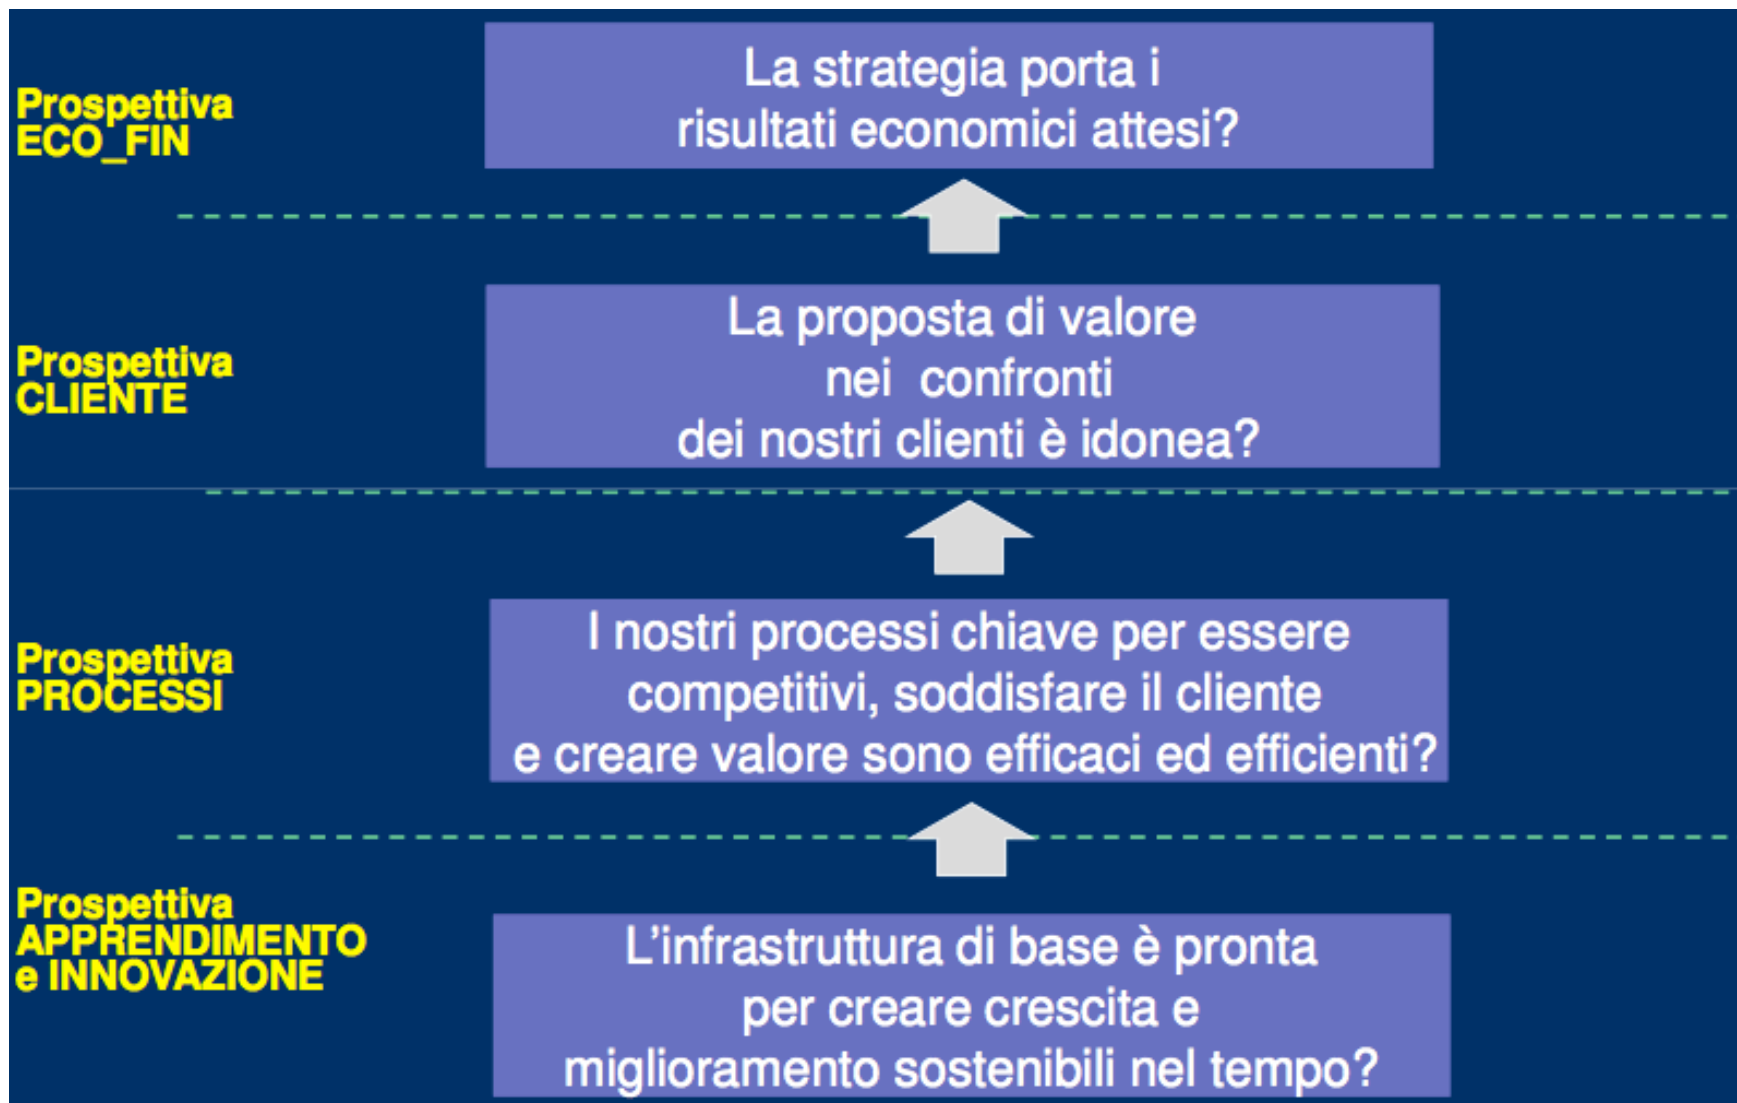 Prospettiva
ECO_FIN
La strategia porta i
risultati economici attesi?
Prospettiva
CLIENTE
La proposta di valore
nei confronti
dei nostri clienti è idonea?
Prospettiva
PROCESSI
I nostri processi chiave per essere
competitivi, soddisfare il cliente
e creare valore sono efficaci ed efficienti?
Prospettiva
APPRENDIMENTO
e INNOVAZIONE
L’infrastruttura di base è pronta
per creare crescita e
miglioramento sostenibili nel tempo?